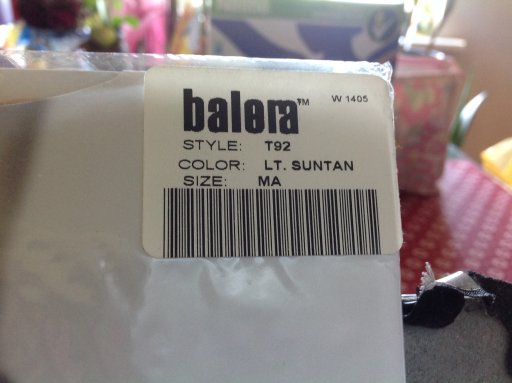 balera™ W 1405
STYLE: T92
COLOR: LT. SUNTAN
SIZE: MA